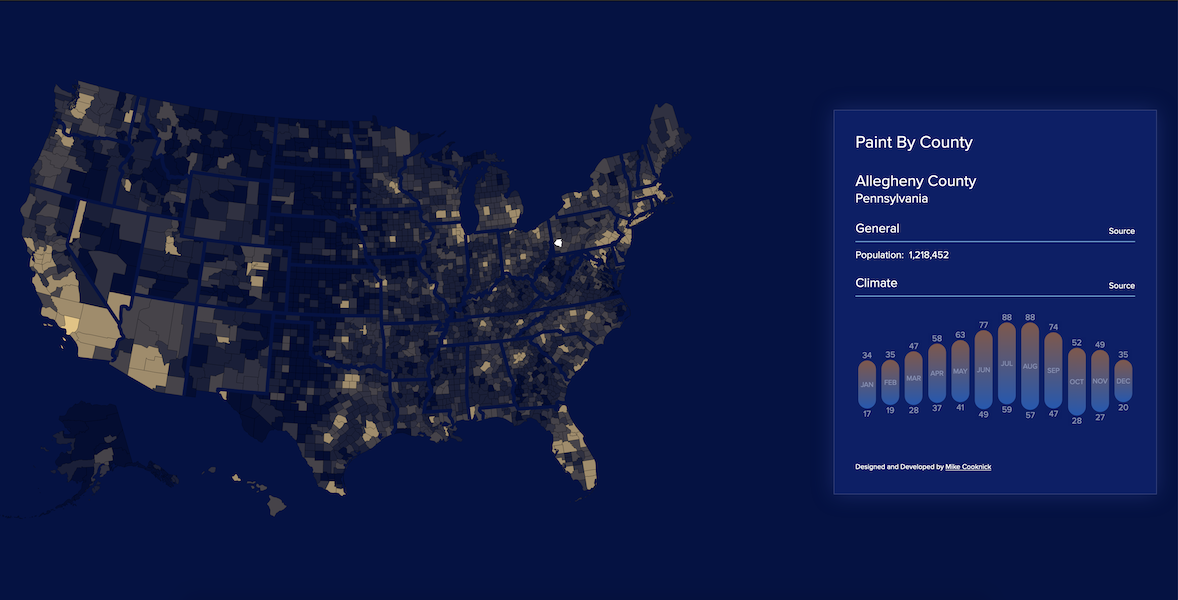 Paint By County
Allegheny County
Pennsylvania
General Source
Population: 1,218,452
Climate Source
34 35 47 58 63 77 88 88 74 52 49 35
JAN FEB MAR APR MAY JUN JUL AUG SEP OCT NOV DEC
17 19 28 37 41 49 59 57 47 28 27 20
Designed and Developed by Mike Cooknick